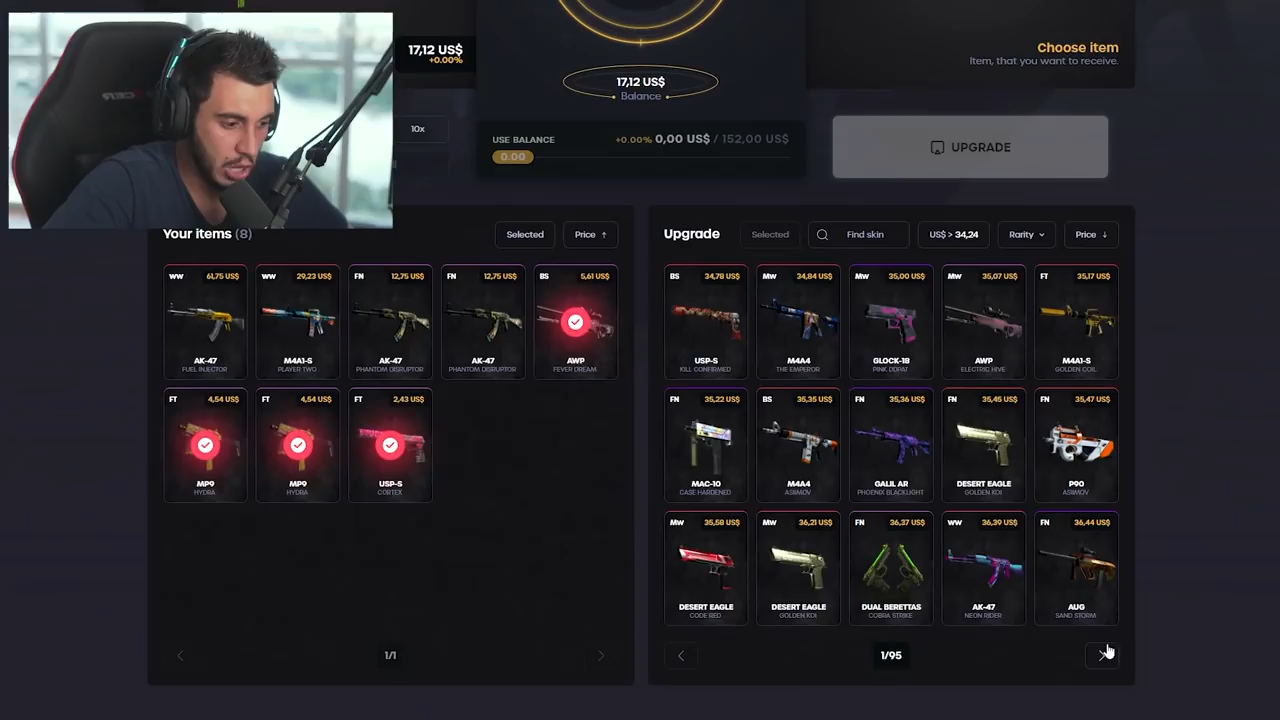 17,12 US$
+0.00%
17,12 US$
Balance
Choose item
Item, that you want to receive.
10x
USE BALANCE
+0.00% 0,00 US$ / 152,00 US$
0.00
UPGRADE
Your items (8)
Selected
Price ↑
WW 61,75 US$
AK-47
FUEL INJECTOR
WW 29,23 US$
M4A1-S
PLAYER TWO
FN 12,75 US$
AK-47
PHANTOM DISRUPTOR
FN 12,75 US$
AK-47
PHANTOM DISRUPTOR
BS 5,61 US$
AWP
FEVER DREAM
FT 4,54 US$
MP9
HYDRA
FT 4,54 US$
MP9
HYDRA
FT 2,43 US$
USP-S
CORTEX
1/1
Upgrade
Selected
Find skin
US$ > 34,24
Rarity
Price ↓
BS 34,78 US$
USP-S
KILL CONFIRMED
MW 34,84 US$
M4A4
THE EMPEROR
MW 35,00 US$
GLOCK-18
PINK DDPAT
MW 35,07 US$
AWP
ELECTRIC HIVE
FT 35,17 US$
M4A1-S
GOLDEN COIL
FN 35,22 US$
MAC-10
CASE HARDENED
BS 35,35 US$
M4A4
ASIIMOV
FN 35,36 US$
GALIL AR
PHOENIX BLACKLIGHT
FN 35,45 US$
DESERT EAGLE
GOLDEN KOI
FN 35,47 US$
P90
ASIIMOV
MW 35,58 US$
DESERT EAGLE
CODE RED
MW 36,21 US$
DESERT EAGLE
GOLDEN KOI
FN 36,37 US$
DUAL BERETTAS
COBRA STRIKE
WW 36,39 US$
AK-47
NEON RIDER
FN 36,44 US$
AUG
SAND STORM
1/95